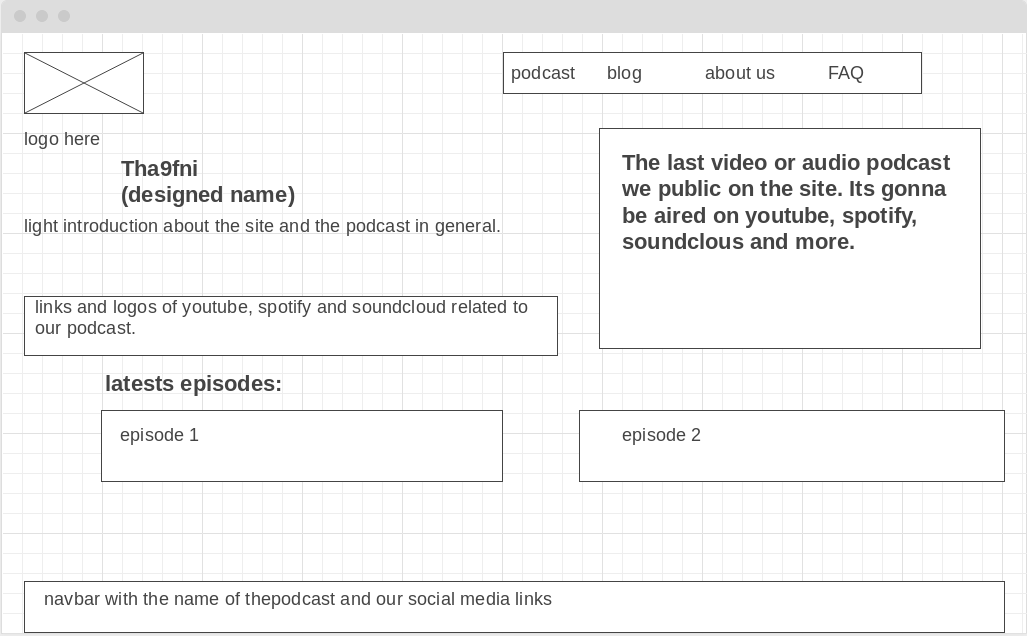 podcast blog about us FAQ
logo here
Tha9fni
(designed name)
light introduction about the site and the podcast in general.
The last video or audio podcast
we public on the site. Its gonna
be aired on youtube, spotify,
soundclous and more.
links and logos of youtube, spotify and soundcloud related to
our podcast.
latests episodes:
episode 1
episode 2
navbar with the name of thepodcast and our social media links